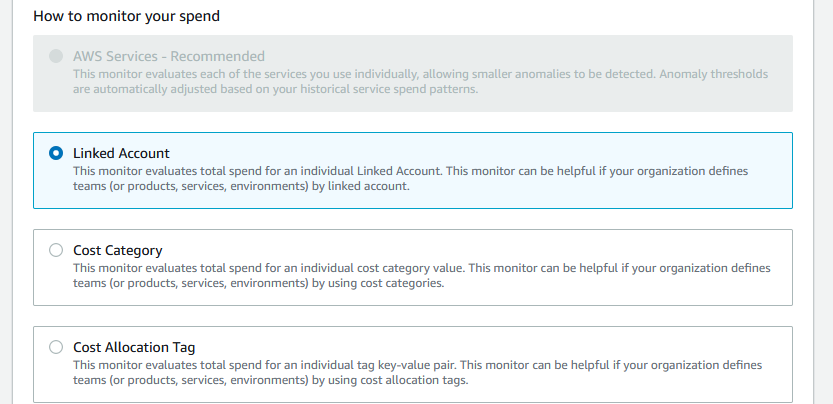 How to monitor your spend
AWS Services - Recommended
This monitor evaluates each of the services you use individually, allowing smaller anomalies to be detected. Anomaly thresholds
are automatically adjusted based on your historical service spend patterns.
Linked Account
This monitor evaluates total spend for an individual Linked Account. This monitor can be helpful if your organization defines
teams (or products, services, environments) by linked account.
Cost Category
This monitor evaluates total spend for an individual cost category value. This monitor can be helpful if your organization defines
teams (or products, services, environments) by using cost categories.
Cost Allocation Tag
This monitor evaluates total spend for an individual tag key-value pair. This monitor can be helpful if your organization defines
teams (or products, services, environments) by using cost allocation tags.